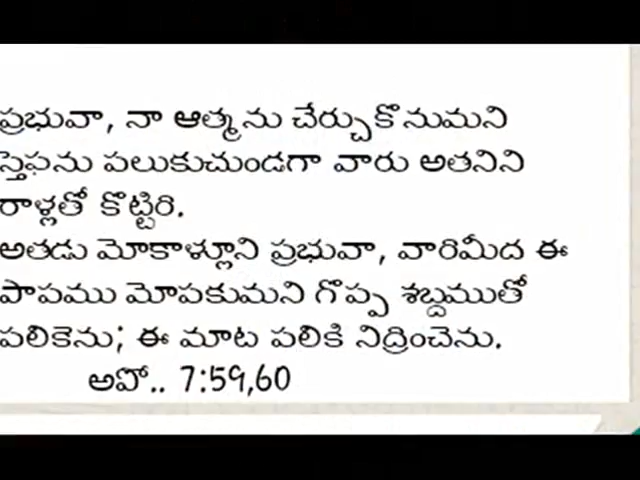 ప్రభువా, నా ఆత్మను చేర్చుకొనుమని
స్తెఫను పలుకుచుండగా వారు అతనిని
రాళ్లతో కొట్టిరి.
అతడు మోకాళ్లూని ప్రభువా, వారిమీద ఈ
పాపము మోపకుమని గొప్ప శబ్దముతో
పలికెను; ఈ మాట పలికి నిద్రించెను.
అపో.. 7:59,60